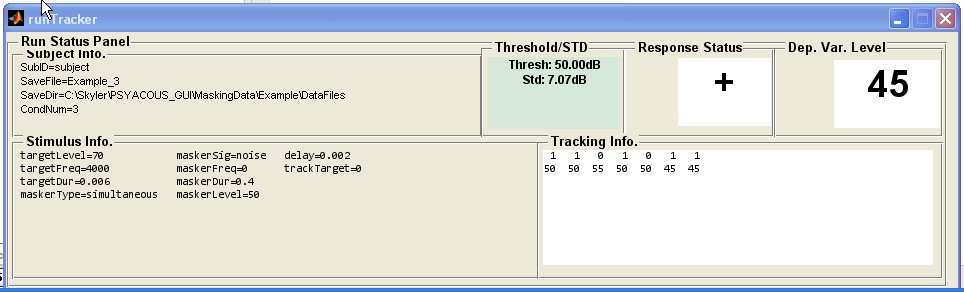 runTracker
Run Status Panel
Subject Info.
SubID=subject
SaveFile=Example_3
SaveDir=C:\Skyler\PSYACOUS_GUI\MaskingData\Example\DataFiles
CondNum=3
Threshold/STD
Thresh: 50.00dB
Std: 7.07dB
Response Status
+
Dep. Var. Level
45
Stimulus Info.
targetLevel=70 maskerSig=noise delay=0.002
targetFreq=4000 maskerFreq=0 trackTarget=0
targetDur=0.006 maskerDur=0.4
maskerType=simultaneous maskerLevel=50
Tracking Info.
1 1 0 1 0 1 1
50 50 55 50 50 45 45